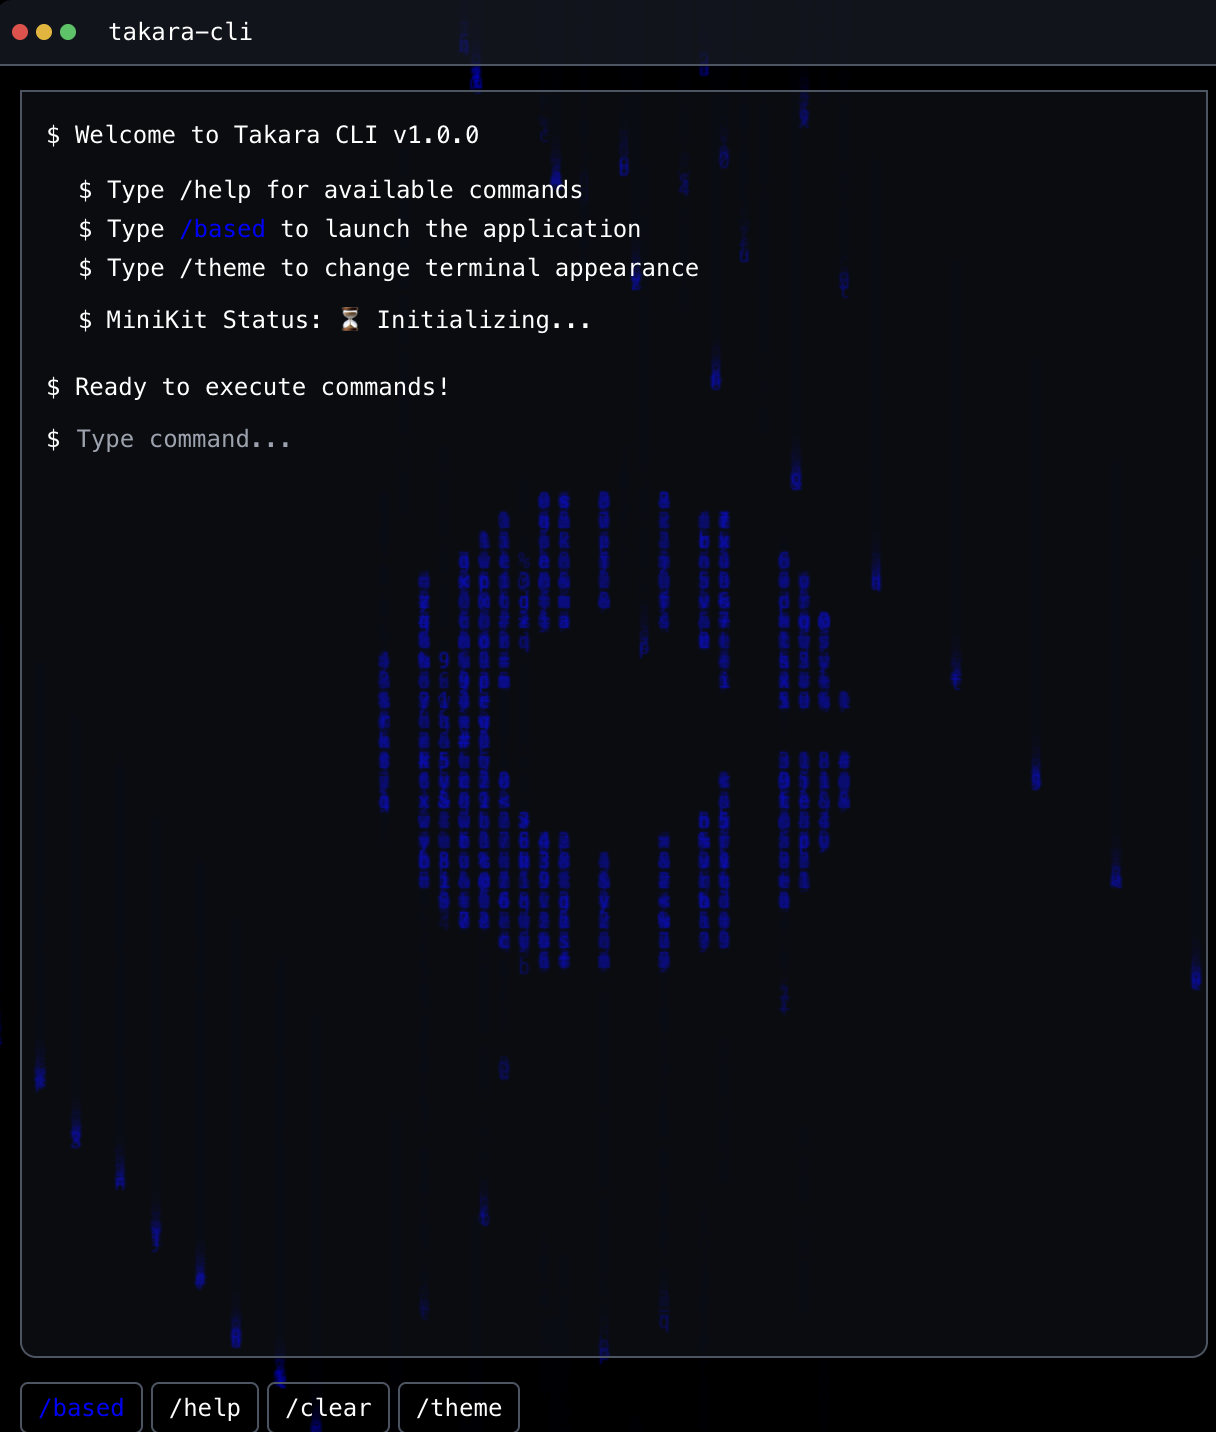 takara-cli
$ Welcome to Takara CLI v1.0.0
$ Type /help for available commands
$ Type /based to launch the application
$ Type /theme to change terminal appearance
$ MiniKit Status: ⏳ Initializing...
$ Ready to execute commands!
$ Type command...
/based
/help
/clear
/theme